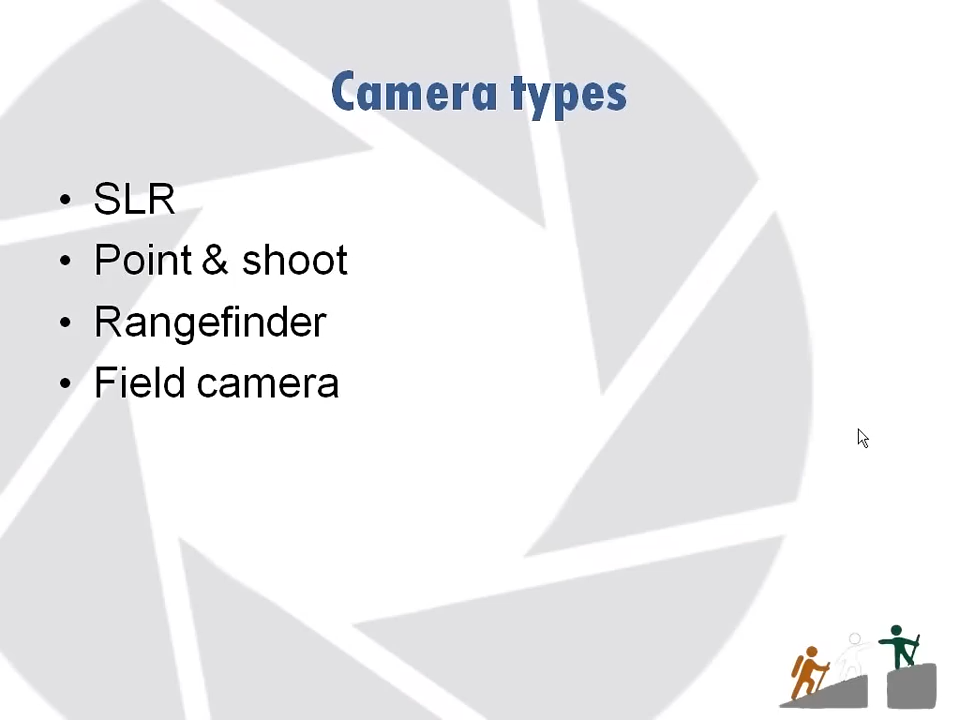 Camera types
• SLR
• Point & shoot
• Rangefinder
• Field camera